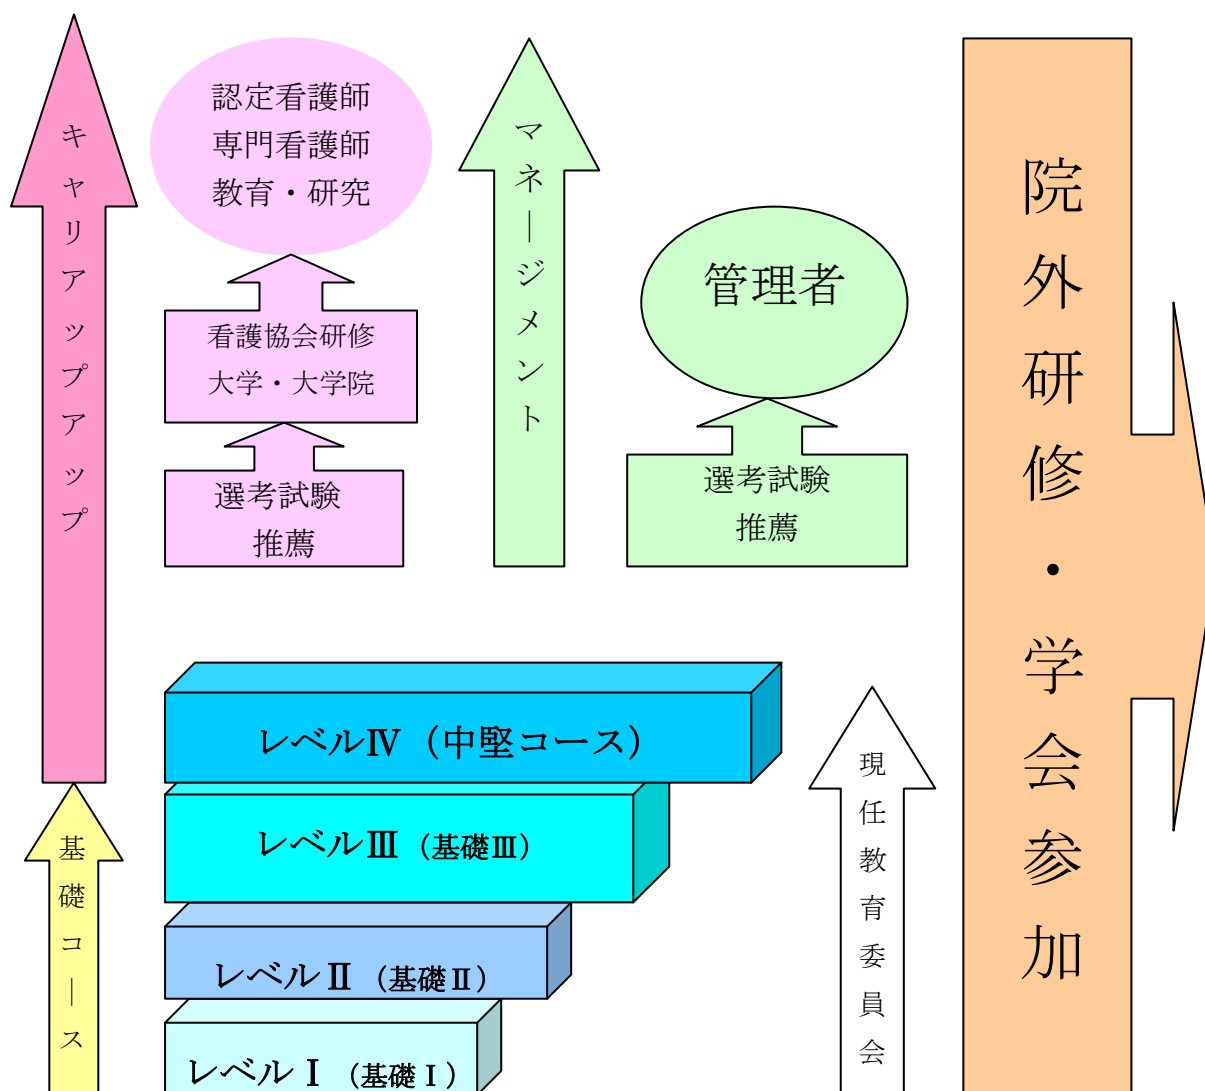 キャリアップアップ
認定看護師
専門看護師
教育・研究
看護協会研修
大学・大学院
選考試験
推薦
マネージメント
管理者
選考試験
推薦
院外研修・学会参加
レベルⅣ（中堅コース）
レベルⅢ（基礎Ⅲ）
レベルⅡ（基礎Ⅱ）
レベルⅠ（基礎Ⅰ）
基礎コース
現任教育委員会